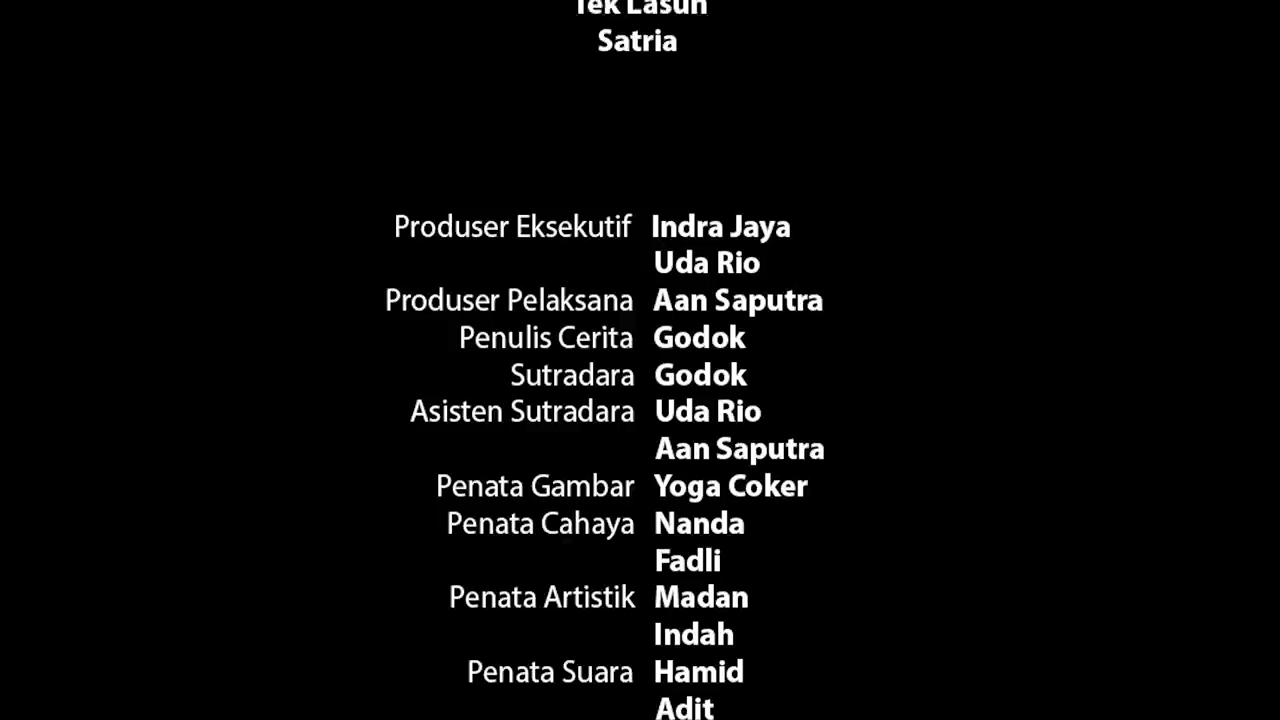 Tek Lasun
Satria
Produser Eksekutif Indra Jaya
Uda Rio
Produser Pelaksana Aan Saputra
Penulis Cerita Godok
Sutradara Godok
Asisten Sutradara Uda Rio
Aan Saputra
Penata Gambar Yoga Coker
Penata Cahaya Nanda
Fadli
Penata Artistik Madan
Indah
Penata Suara Hamid
Adit